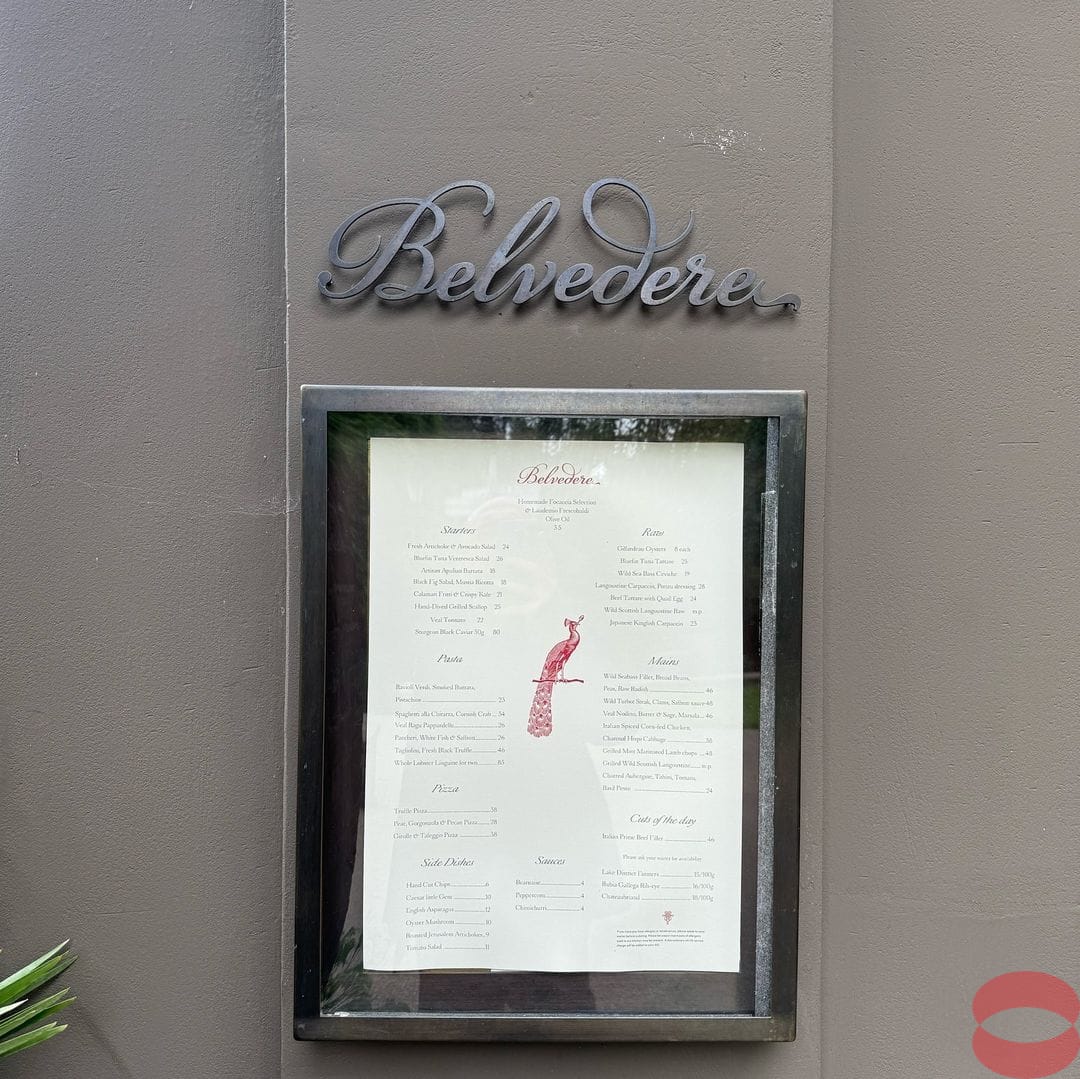 Belvedere
Belvedere
Homemade Focaccia Selection
& Laudemio Frescobaldi
Olive Oil
3.5
Starters
Fresh Artichoke & Avocado Salad 24
Bluefin Tuna Ventresca Salad 26
Artisan Apulian Burrata 18
Black Fig Salad, Mussa Ricotta 18
Calamari Fritti & Crispy Kale 21
Hand-Dived Grilled Scallop 25
Veal Tonnato 22
Sturgeon Black Caviar 50g 80
Raw
Gillardeau Oysters 8 each
Bluefin Tuna Tartare 25
Wild Sea Bass Ceviche 19
Langoustine Carpaccio, Ponzu dressing 28
Beef Tartare with Quail Egg 24
Wild Scottish Langoustine Raw m.p.
Japanese Kingfish Carpaccio 23
Pasta
Ravioli Verdi, Smoked Burrata,
Pistachios 25
Spaghetti alla Chitarra, Cornish Crab 34
Veal Ragu Pappardelle 26
Paccheri, White Fish & Saffron 26
Tagliolini, Fresh Black Truffle 46
Whole Lobster Linguine for two 85
Mains
Wild Seabass Fillet, Broad Beans,
Peas, Raw Radish 46
Wild Turbot Steak, Clams, Saffron sauce 48
Veal Nodino, Butter & Sage, Marsala 46
Italian Spiced Corn-fed Chicken,
Charcoal Hispi Cabbage 38
Grilled Mint Marinated Lamb chops 48
Grilled Wild Scottish Langoustine m.p.
Charred Aubergine, Tahini, Tomato,
Basil Pesto 24
Pizza
Truffle Pizza 38
Pear, Gorgonzola & Pecan Pizza 28
Girolle & Taleggio Pizza 38
Cuts of the day
Italian Prime Beef Fillet 46
Please ask your waiter for availability
Lake District Farmers 15/100g
Rubia Gallega Rib-eye 16/100g
Chateaubriand 18/100g
Side Dishes
Hand Cut Chips 6
Caesar little Gem 10
English Asparagus 12
Oyster Mushroom 10
Roasted Jerusalem Artichokes 9
Tomato Salad 11
Sauces
Bearnaise 4
Peppercorn 4
Chimichurri 4